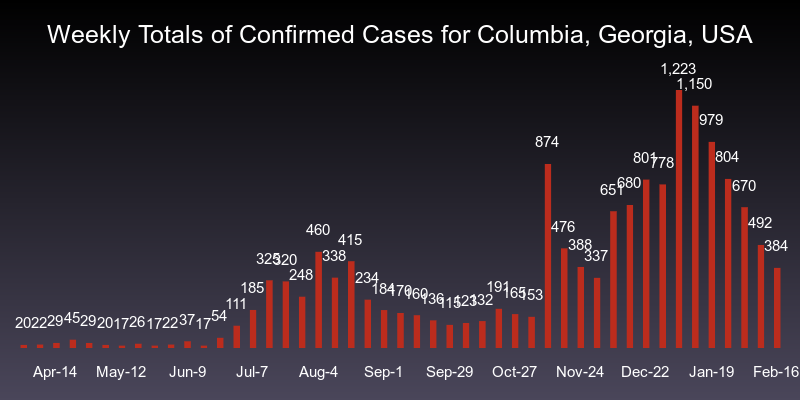 Weekly Totals of Confirmed Cases for Columbia, Georgia, USA
20 22 29 45 29 20 17 26 17 22 37 17 54 111 185 325 320 248 460 338 415 234 184 170 160 136 115 123 132 191 165 153 874 476 388 337 651 680 801 778 1,223 1,150 979 804 670 492 384
Apr-14 May-12 Jun-9 Jul-7 Aug-4 Sep-1 Sep-29 Oct-27 Nov-24 Dec-22 Jan-19 Feb-16